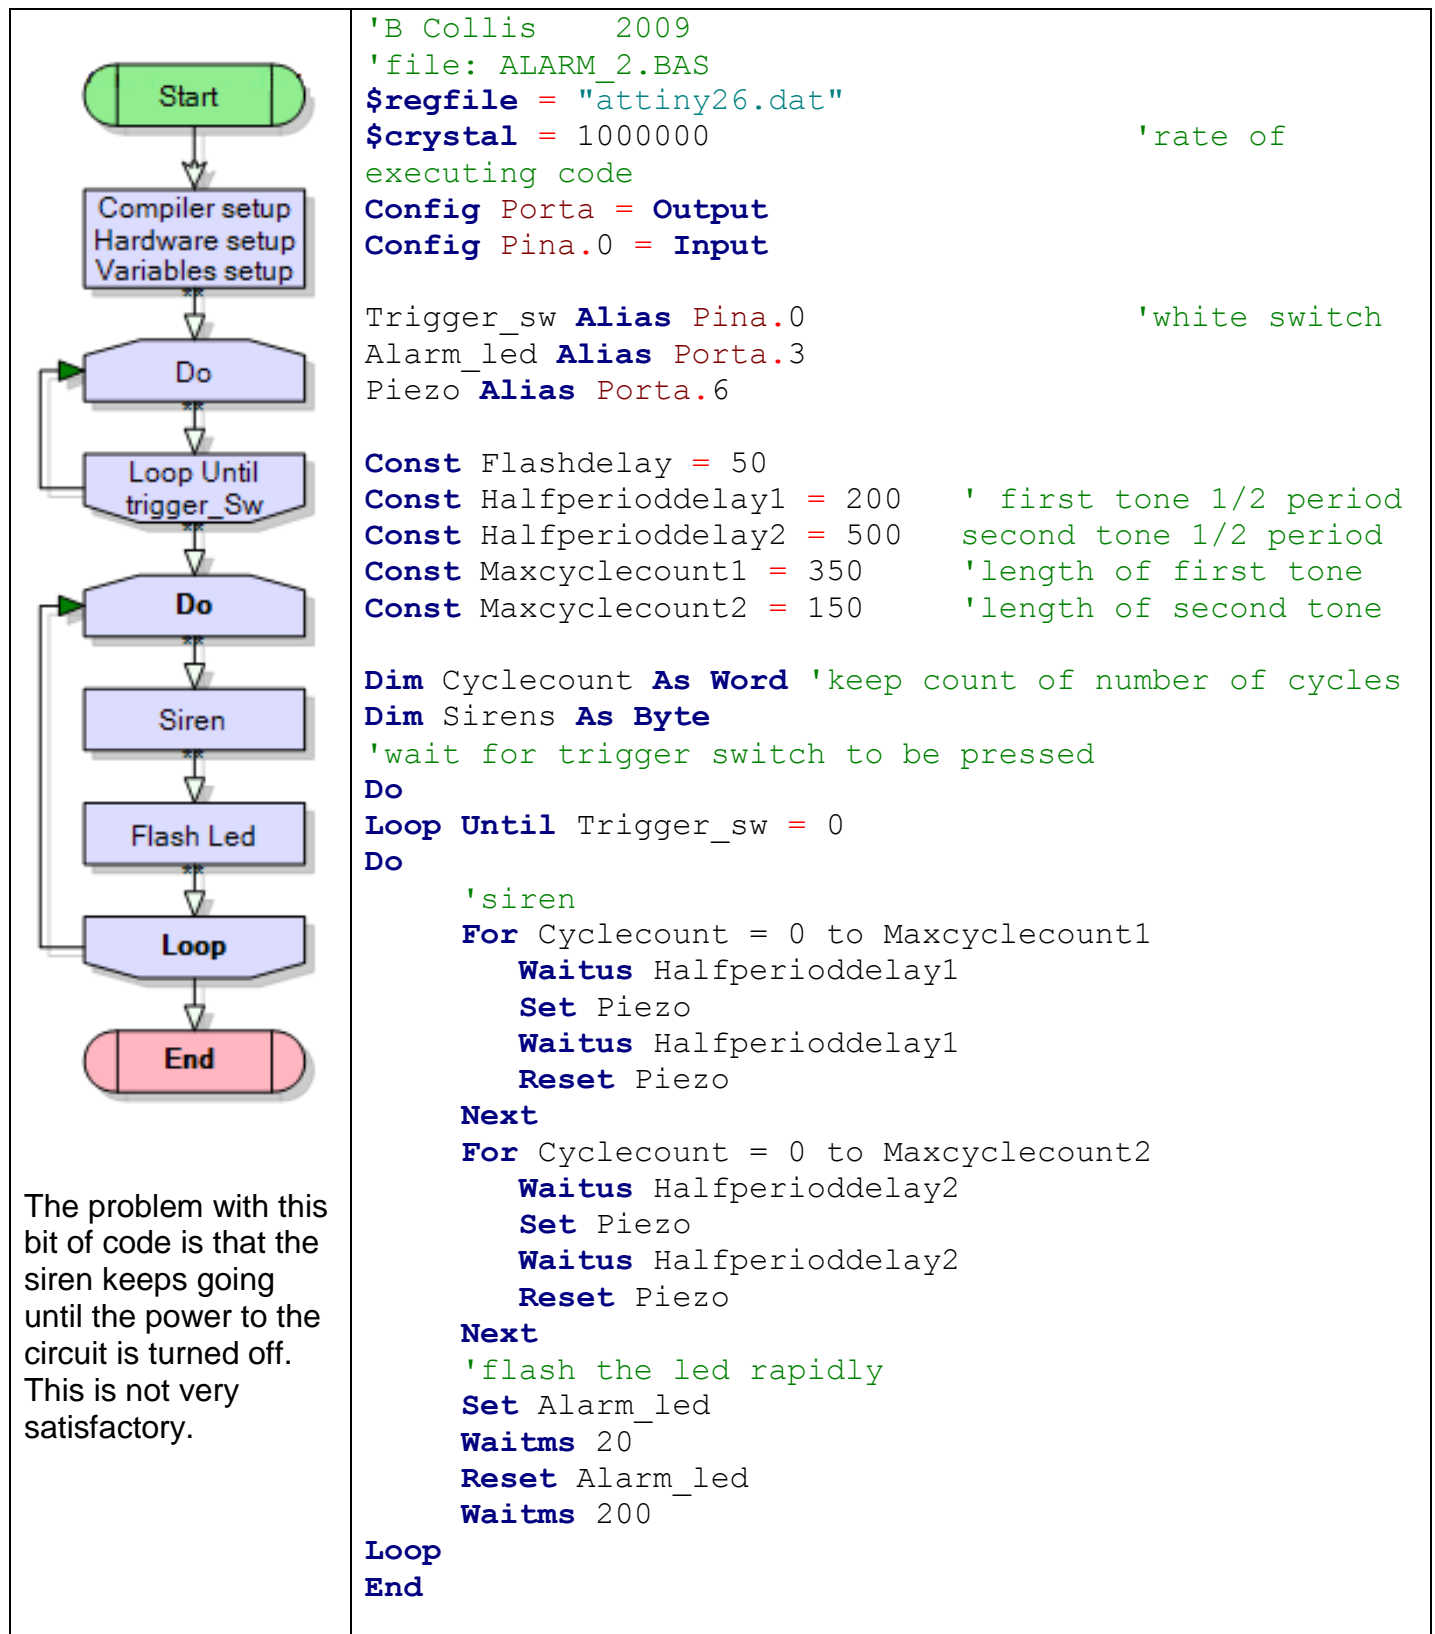 Start
Compiler setup
Hardware setup
Variables setup
Do
Loop Until
trigger_Sw
Do
Siren
Flash Led
Loop
End
The problem with this
bit of code is that the
siren keeps going
until the power to the
circuit is turned off.
This is not very
satisfactory.
'B Collis    2009
'file: ALARM_2.BAS
$regfile = "attiny26.dat"
$crystal = 1000000                      'rate of
executing code
Config Porta = Output
Config Pina.0 = Input
Trigger_sw Alias Pina.0                 'white switch
Alarm_led Alias Porta.3
Piezo Alias Porta.6
Const Flashdelay = 50
Const Halfperioddelay1 = 200   ' first tone 1/2 period
Const Halfperioddelay2 = 500   second tone 1/2 period
Const Maxcyclecount1 = 350     'length of first tone
Const Maxcyclecount2 = 150     'length of second tone
Dim Cyclecount As Word 'keep count of number of cycles
Dim Sirens As Byte
'wait for trigger switch to be pressed
Do
Loop Until Trigger_sw = 0
Do
     'siren
     For Cyclecount = 0 to Maxcyclecount1
        Waitus Halfperioddelay1
        Set Piezo
        Waitus Halfperioddelay1
        Reset Piezo
     Next
     For Cyclecount = 0 to Maxcyclecount2
        Waitus Halfperioddelay2
        Set Piezo
        Waitus Halfperioddelay2
        Reset Piezo
     Next
     'flash the led rapidly
     Set Alarm_led
     Waitms 20
     Reset Alarm_led
     Waitms 200
Loop
End